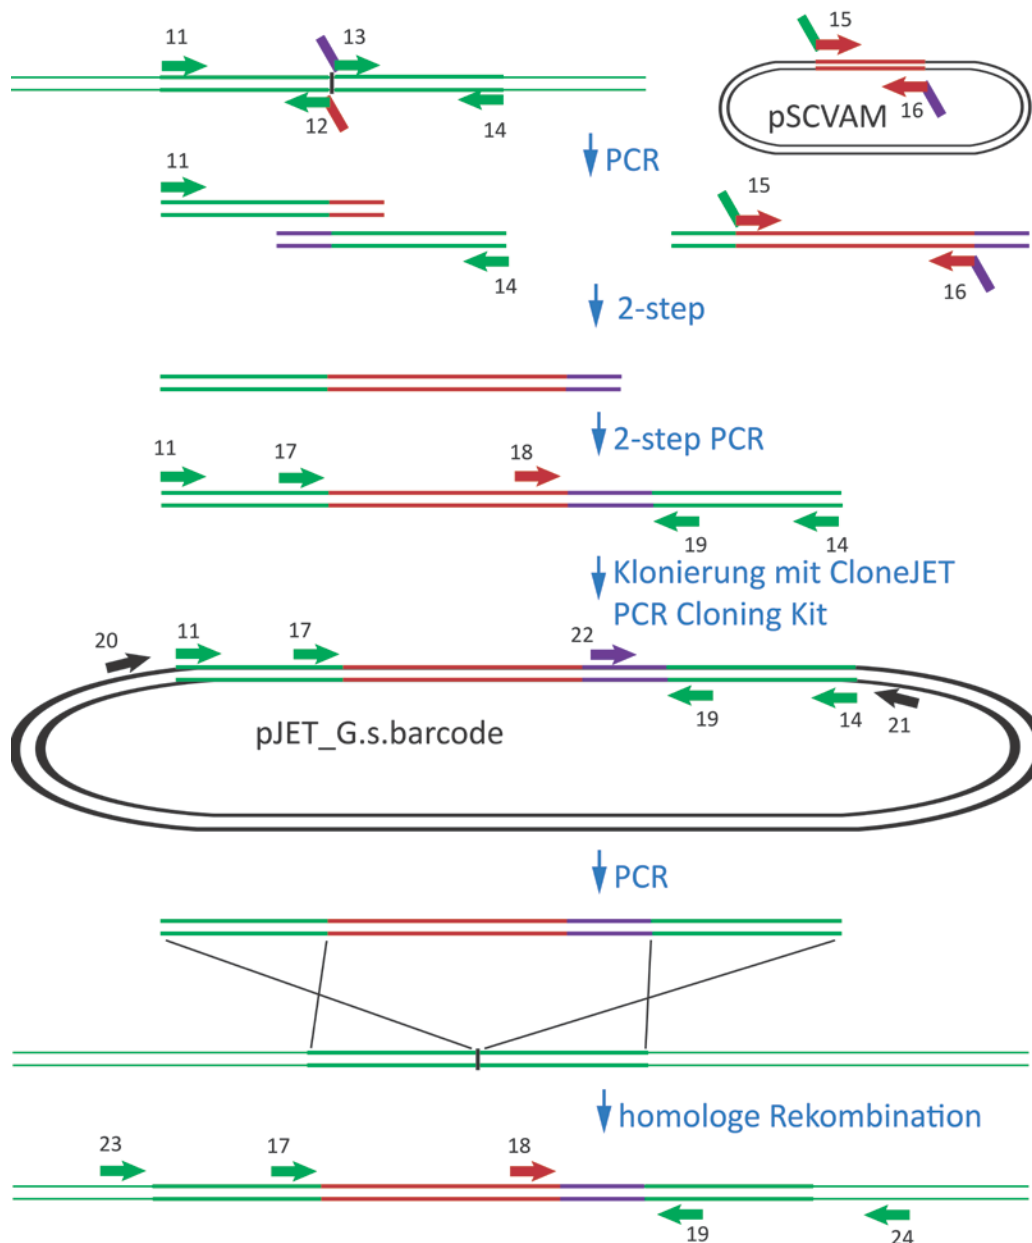 11 13 15
12 14 pSCVAM 16
PCR
11 15
14 16
2-step
2-step PCR
11 17 18
19 14
Klonierung mit CloneJET
PCR Cloning Kit
20 11 17 22
19 14 21
pJET_G.s.barcode
PCR
homologe Rekombination
23 17 18
19 24